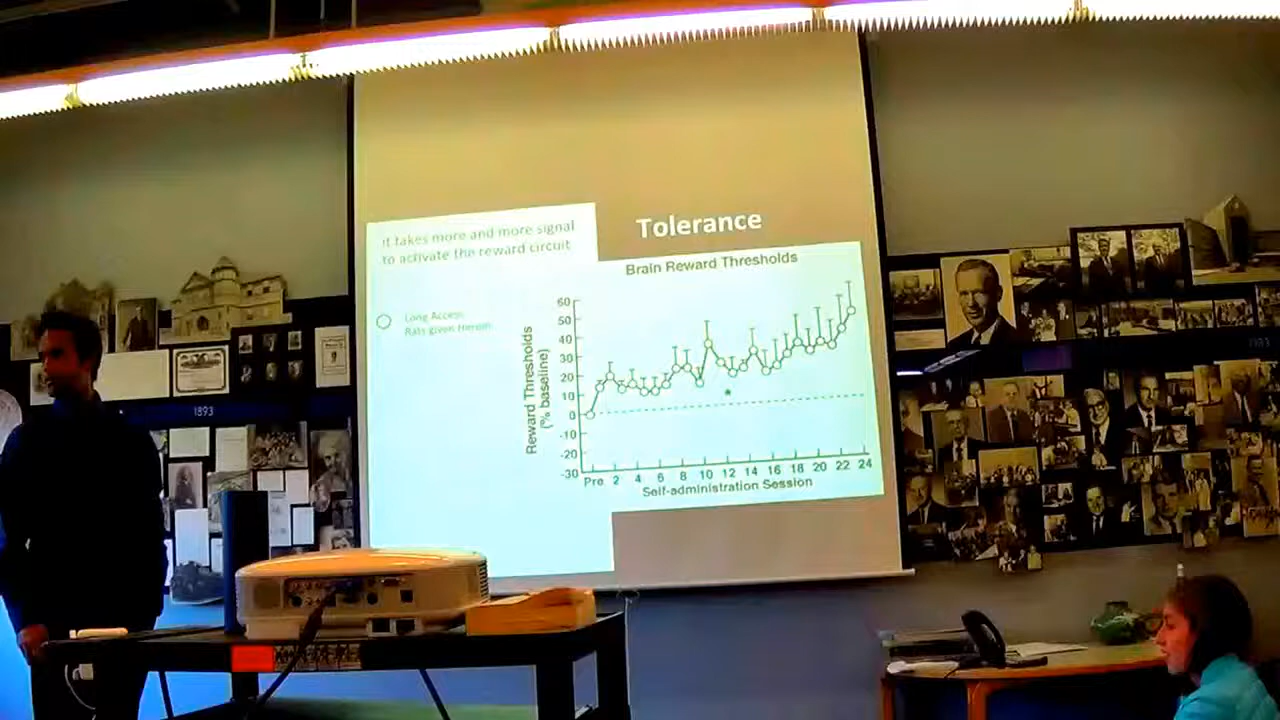 Tolerance
it takes more and more signal
to activate the reward circuit
Long Access
Rats given Heroin
Brain Reward Thresholds
Reward Thresholds
(% baseline)
60
50
40
30
20
10
0
-10
-20
-30
Pre 2 4 6 8 10 12 14 16 18 20 22 24
Self-administration Session
*
1893